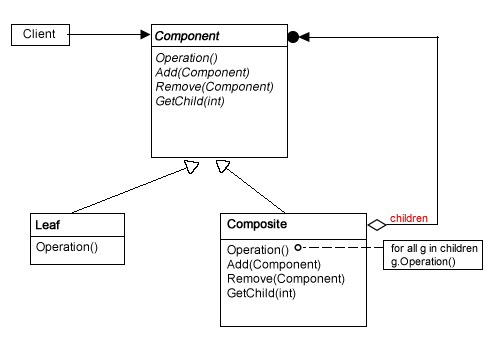 Client
Component
Operation()
Add(Component)
Remove(Component)
GetChild(int)
Leaf
Operation()
Composite
children
Operation()
Add(Component)
Remove(Component)
GetChild(int)
for all g in children
g.Operation()